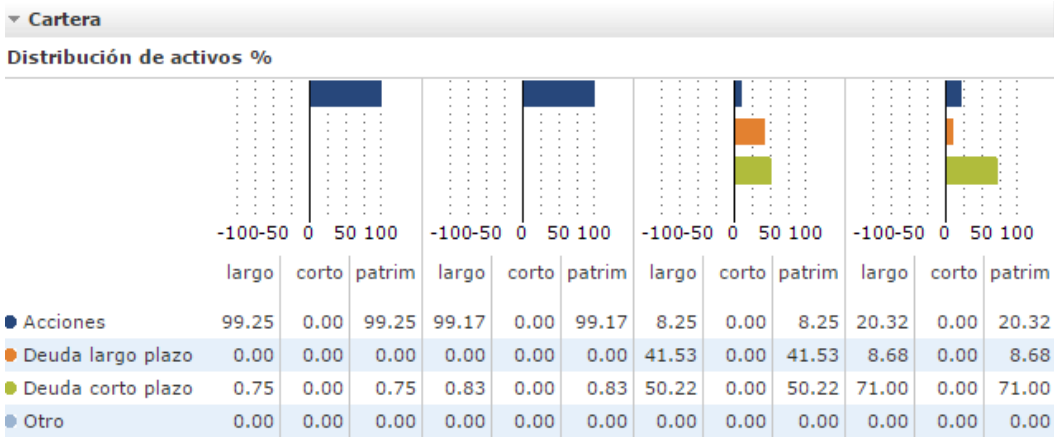 Cartera
Distribución de activos %
-100-50 0 50 100 -100-50 0 50 100 -100-50 0 50 100 -100-50 0 50 100
largo corto patrim largo corto patrim largo corto patrim largo corto patrim
Acciones 99.25 0.00 99.25 99.17 0.00 99.17 8.25 0.00 8.25 20.32 0.00 20.32
Deuda largo plazo 0.00 0.00 0.00 0.00 0.00 0.00 41.53 0.00 41.53 8.68 0.00 8.68
Deuda corto plazo 0.75 0.00 0.75 0.83 0.00 0.83 50.22 0.00 50.22 71.00 0.00 71.00
Otro 0.00 0.00 0.00 0.00 0.00 0.00 0.00 0.00 0.00 0.00 0.00 0.00